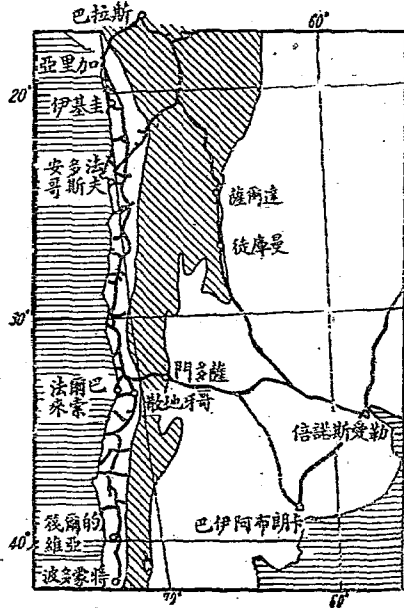 巴拉斯
60°
亞里加
20°
伊基圭
安多法
哥斯夫
薩爾達
徒庫曼
30°
門多薩
法爾巴
來索
散地牙哥
倍諾斯愛勒
筏爾的
維亞
巴伊阿布朗卡
40°
波多蒙特
70°
60°